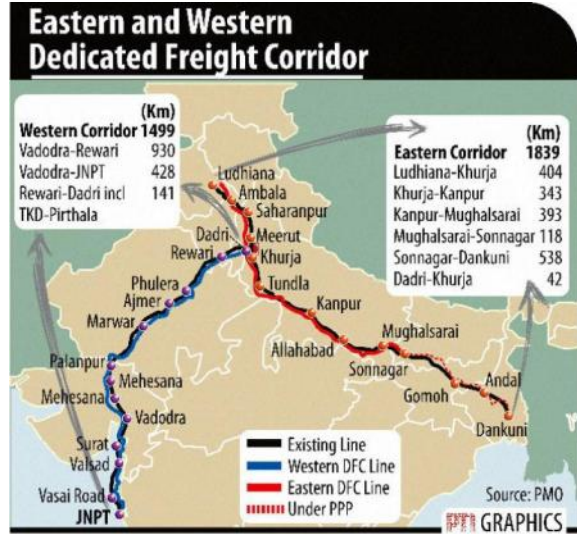 Eastern and Western
Dedicated Freight Corridor
(Km)
Western Corridor 1499
Vadodra-Rewari 930
Vadodra-JNPT 428
Rewari-Dadri incl 141
TKD-Pirthala
(Km)
Eastern Corridor 1839
Ludhiana-Khurja 404
Khurja-Kanpur 343
Kanpur-Mughalsarai 393
Mughalsarai-Sonnagar 118
Sonnagar-Dankuni 538
Dadri-Khurja 42
Ludhiana
Ambala
Saharanpur
Meerut
Dadri
Rewari
Khurja
Phulera
Tundla
Ajmer
Kanpur
Marwar
Mughalsarai
Allahabad
Palanpur
Sonnagar
Mehesana
Andal
Mehesana
Gomoh
Vadodra
Dankuni
Surat
Valsad
Vasai Road
JNPT
Existing Line
Western DFC Line
Eastern DFC Line
Under PPP
Source: PMO
PTI GRAPHICS